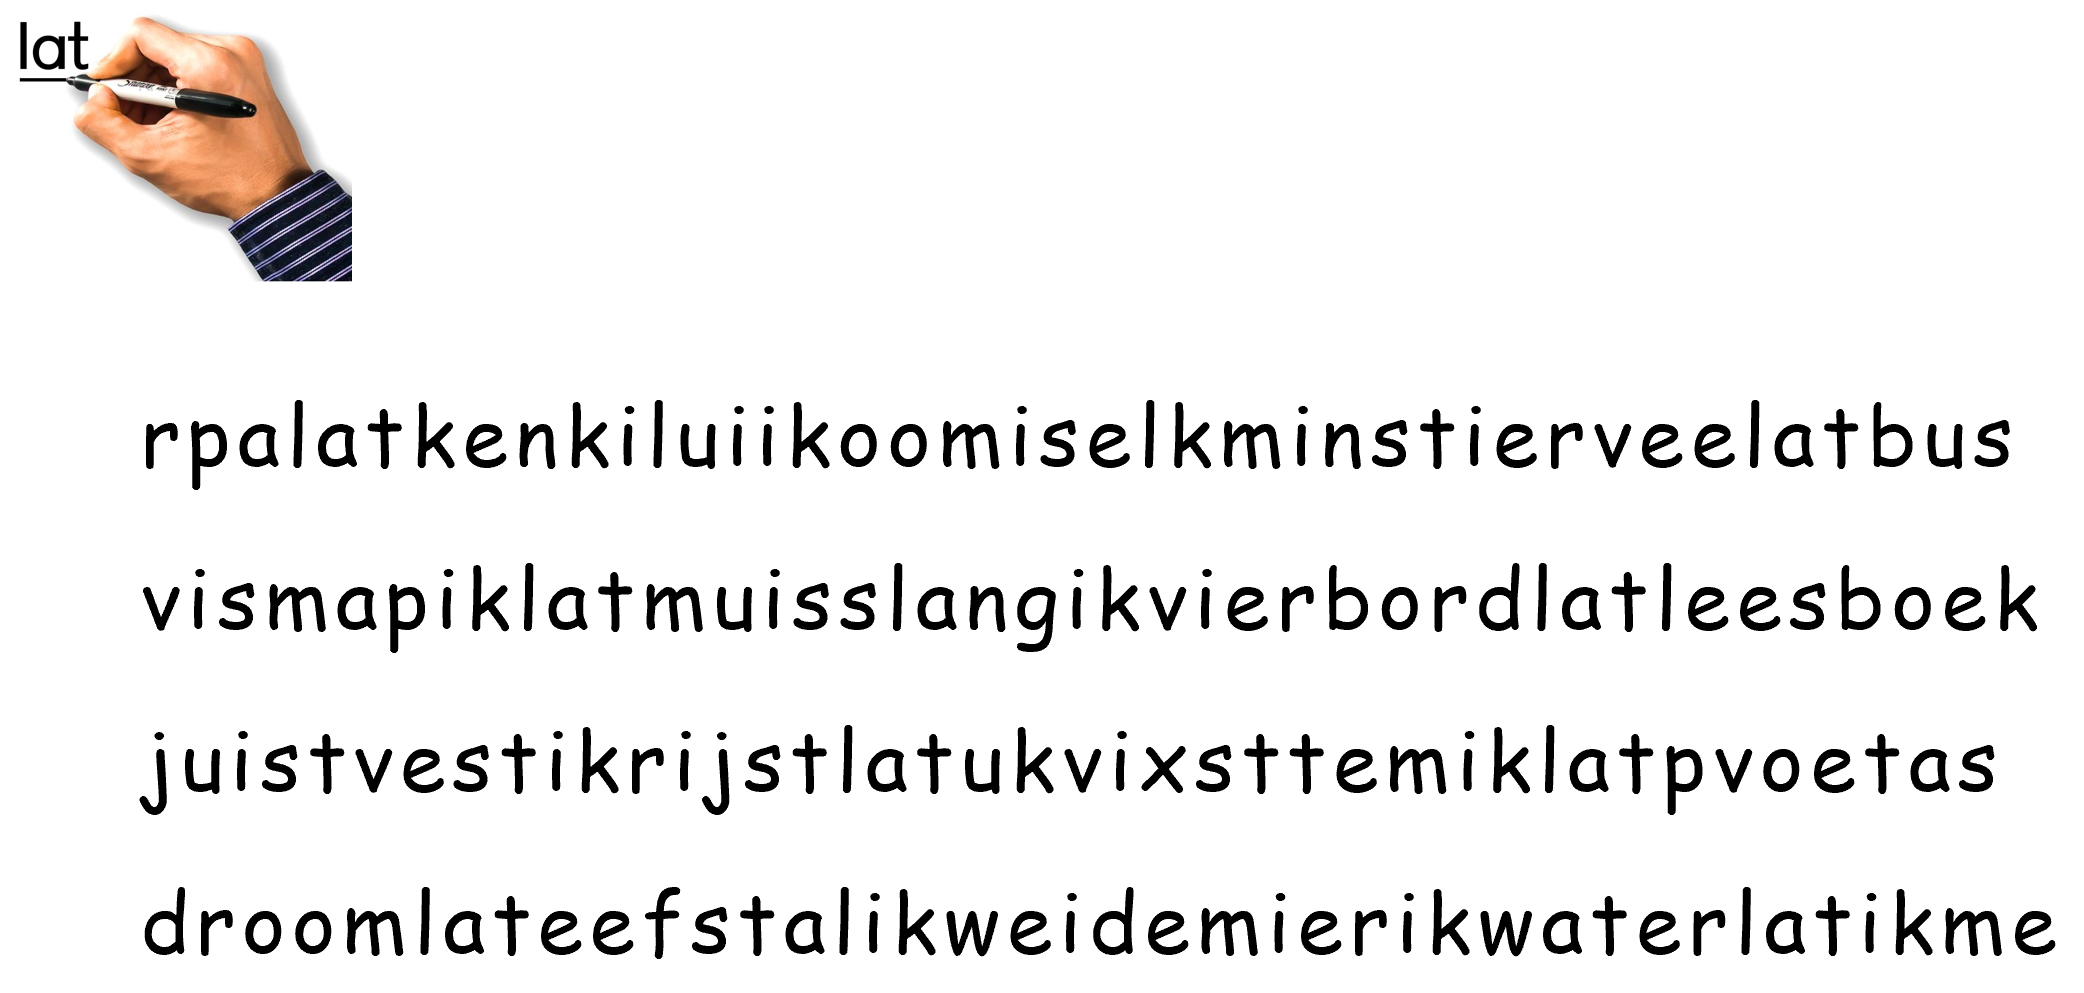 lat
rpalatkenkiluiikoomiselkminstierveelatbus
vismapiklatmuisslangikvierbordlatleesboek
juistvestikrijstlatukvixsttemiklatpvoetas
droomlateefstalikweidemierikwaterlatikme